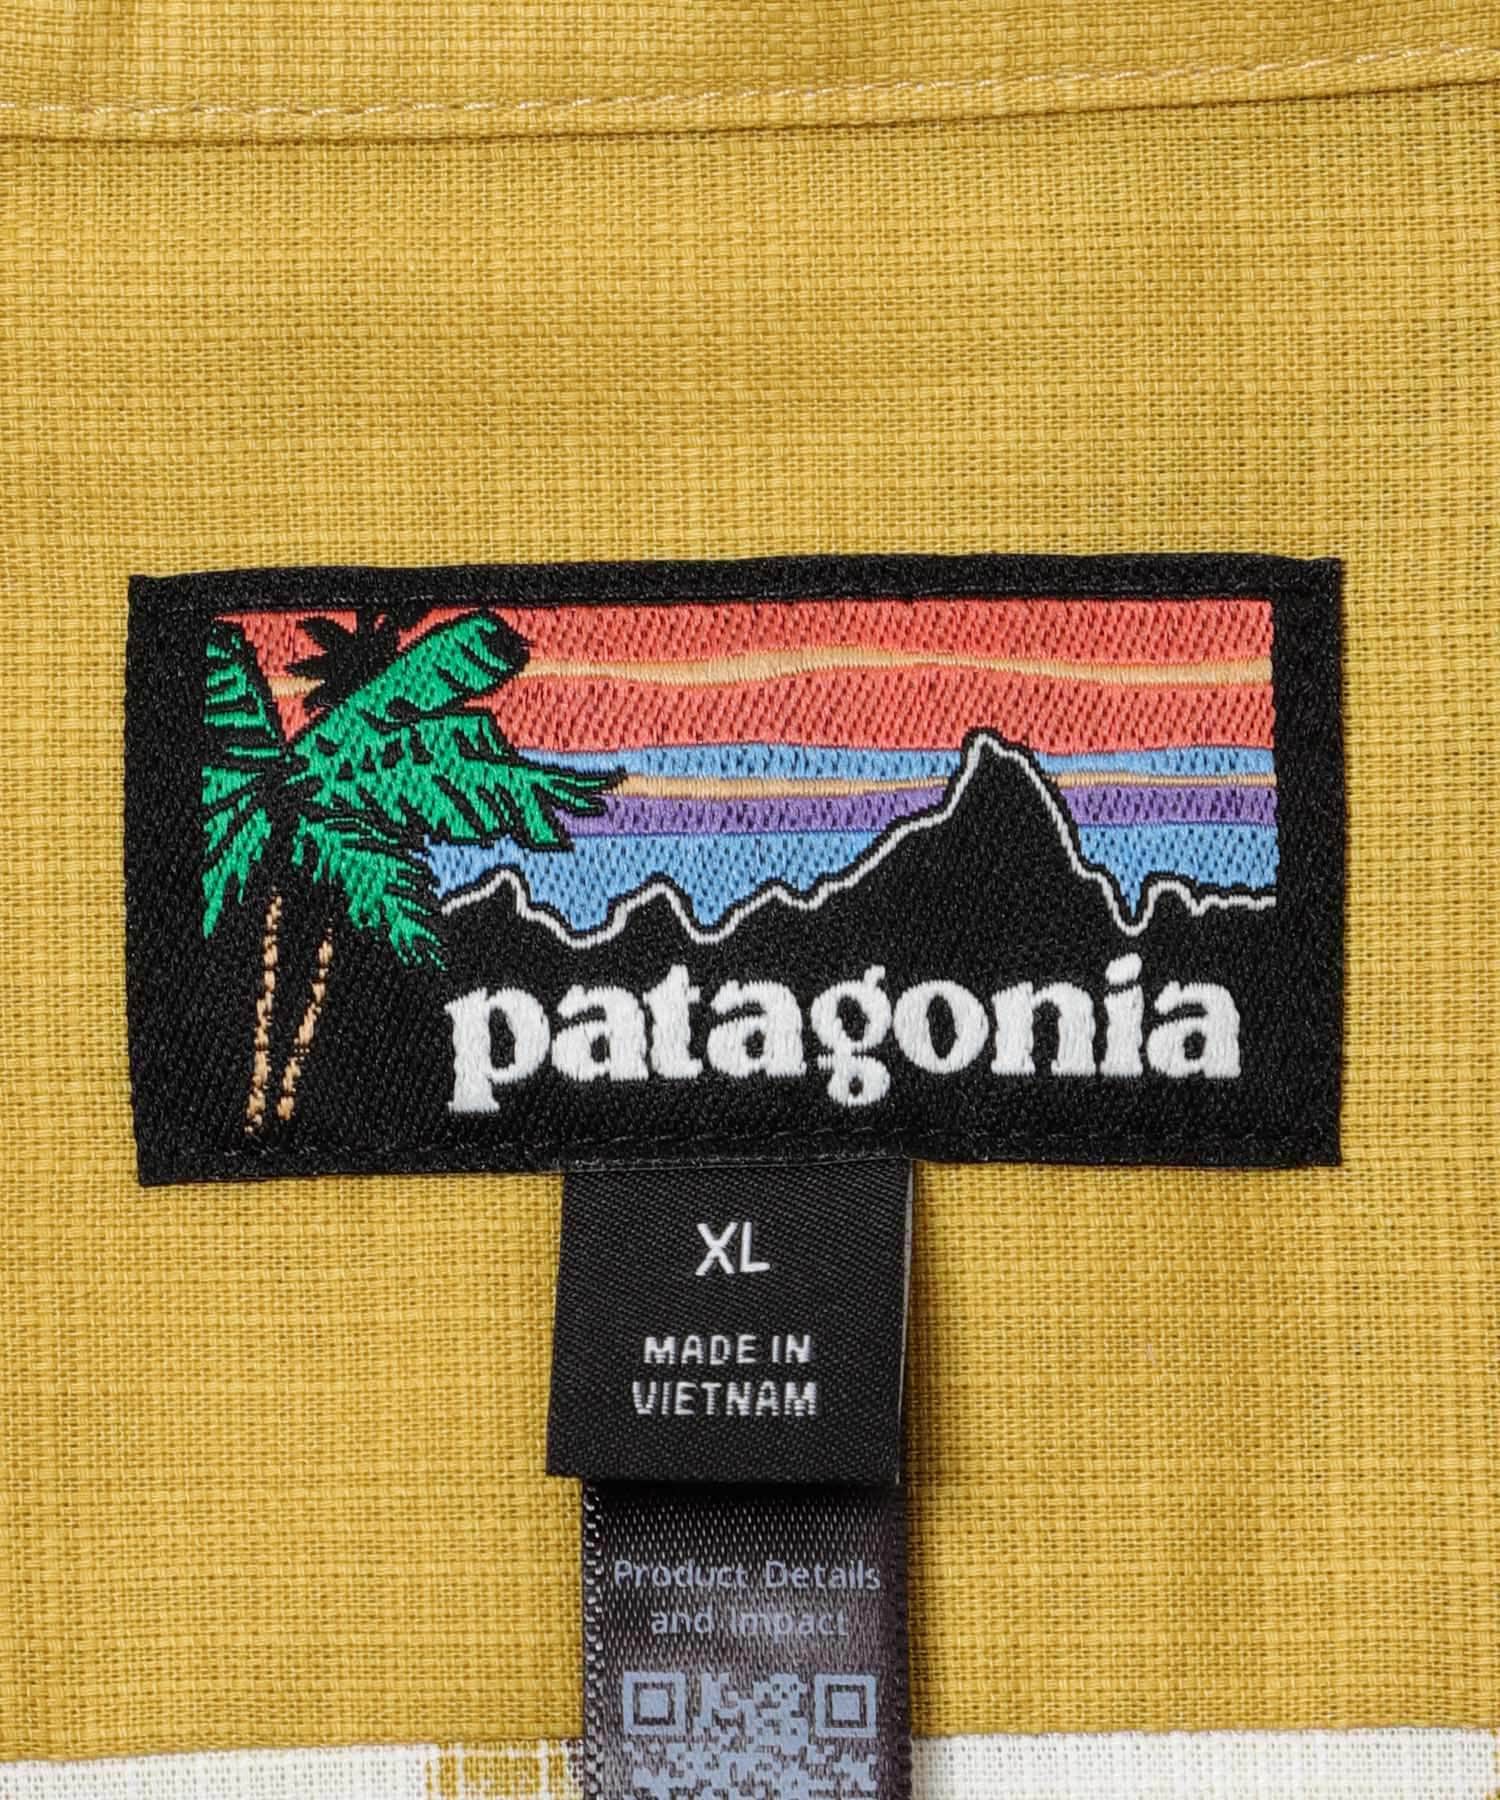 patagonia
XL
MADE IN
VIETNAM
Product Details
and Impact